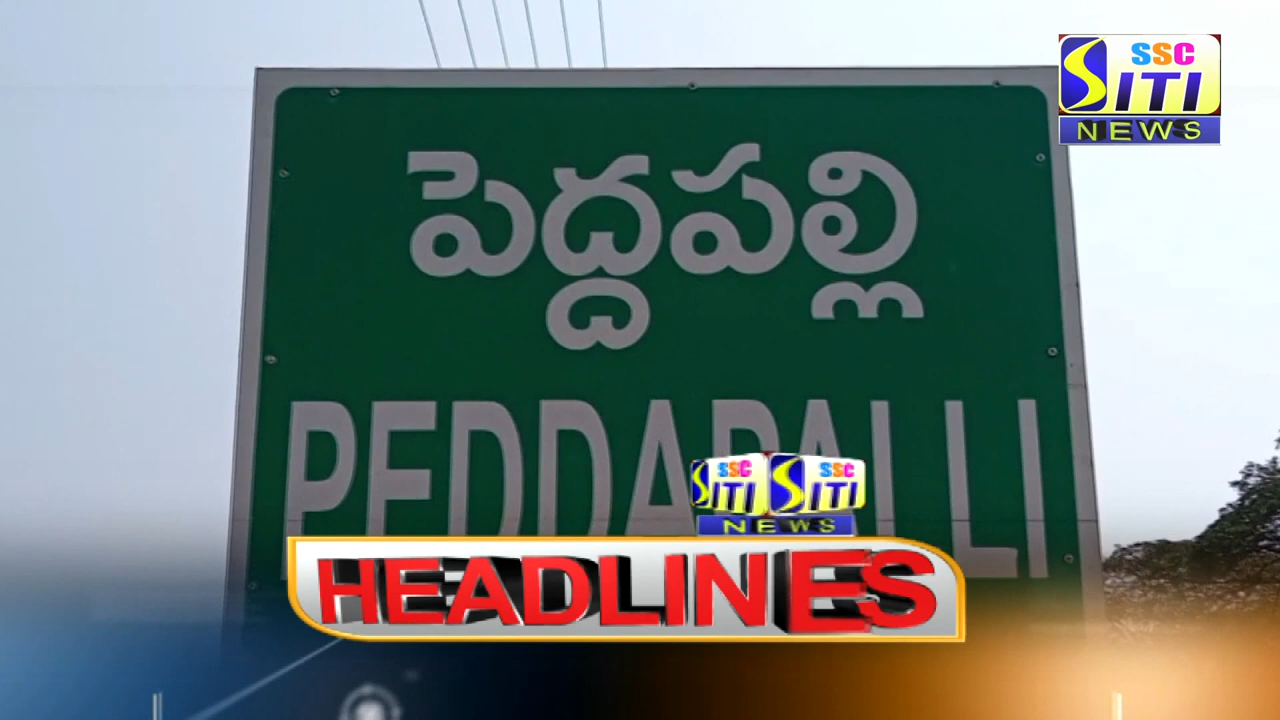 SSC
SITI
NEWS
పెద్దపల్లి
PEDDAPALLI
SSC SSC
SITI SITI
NEWS
HEADLINES